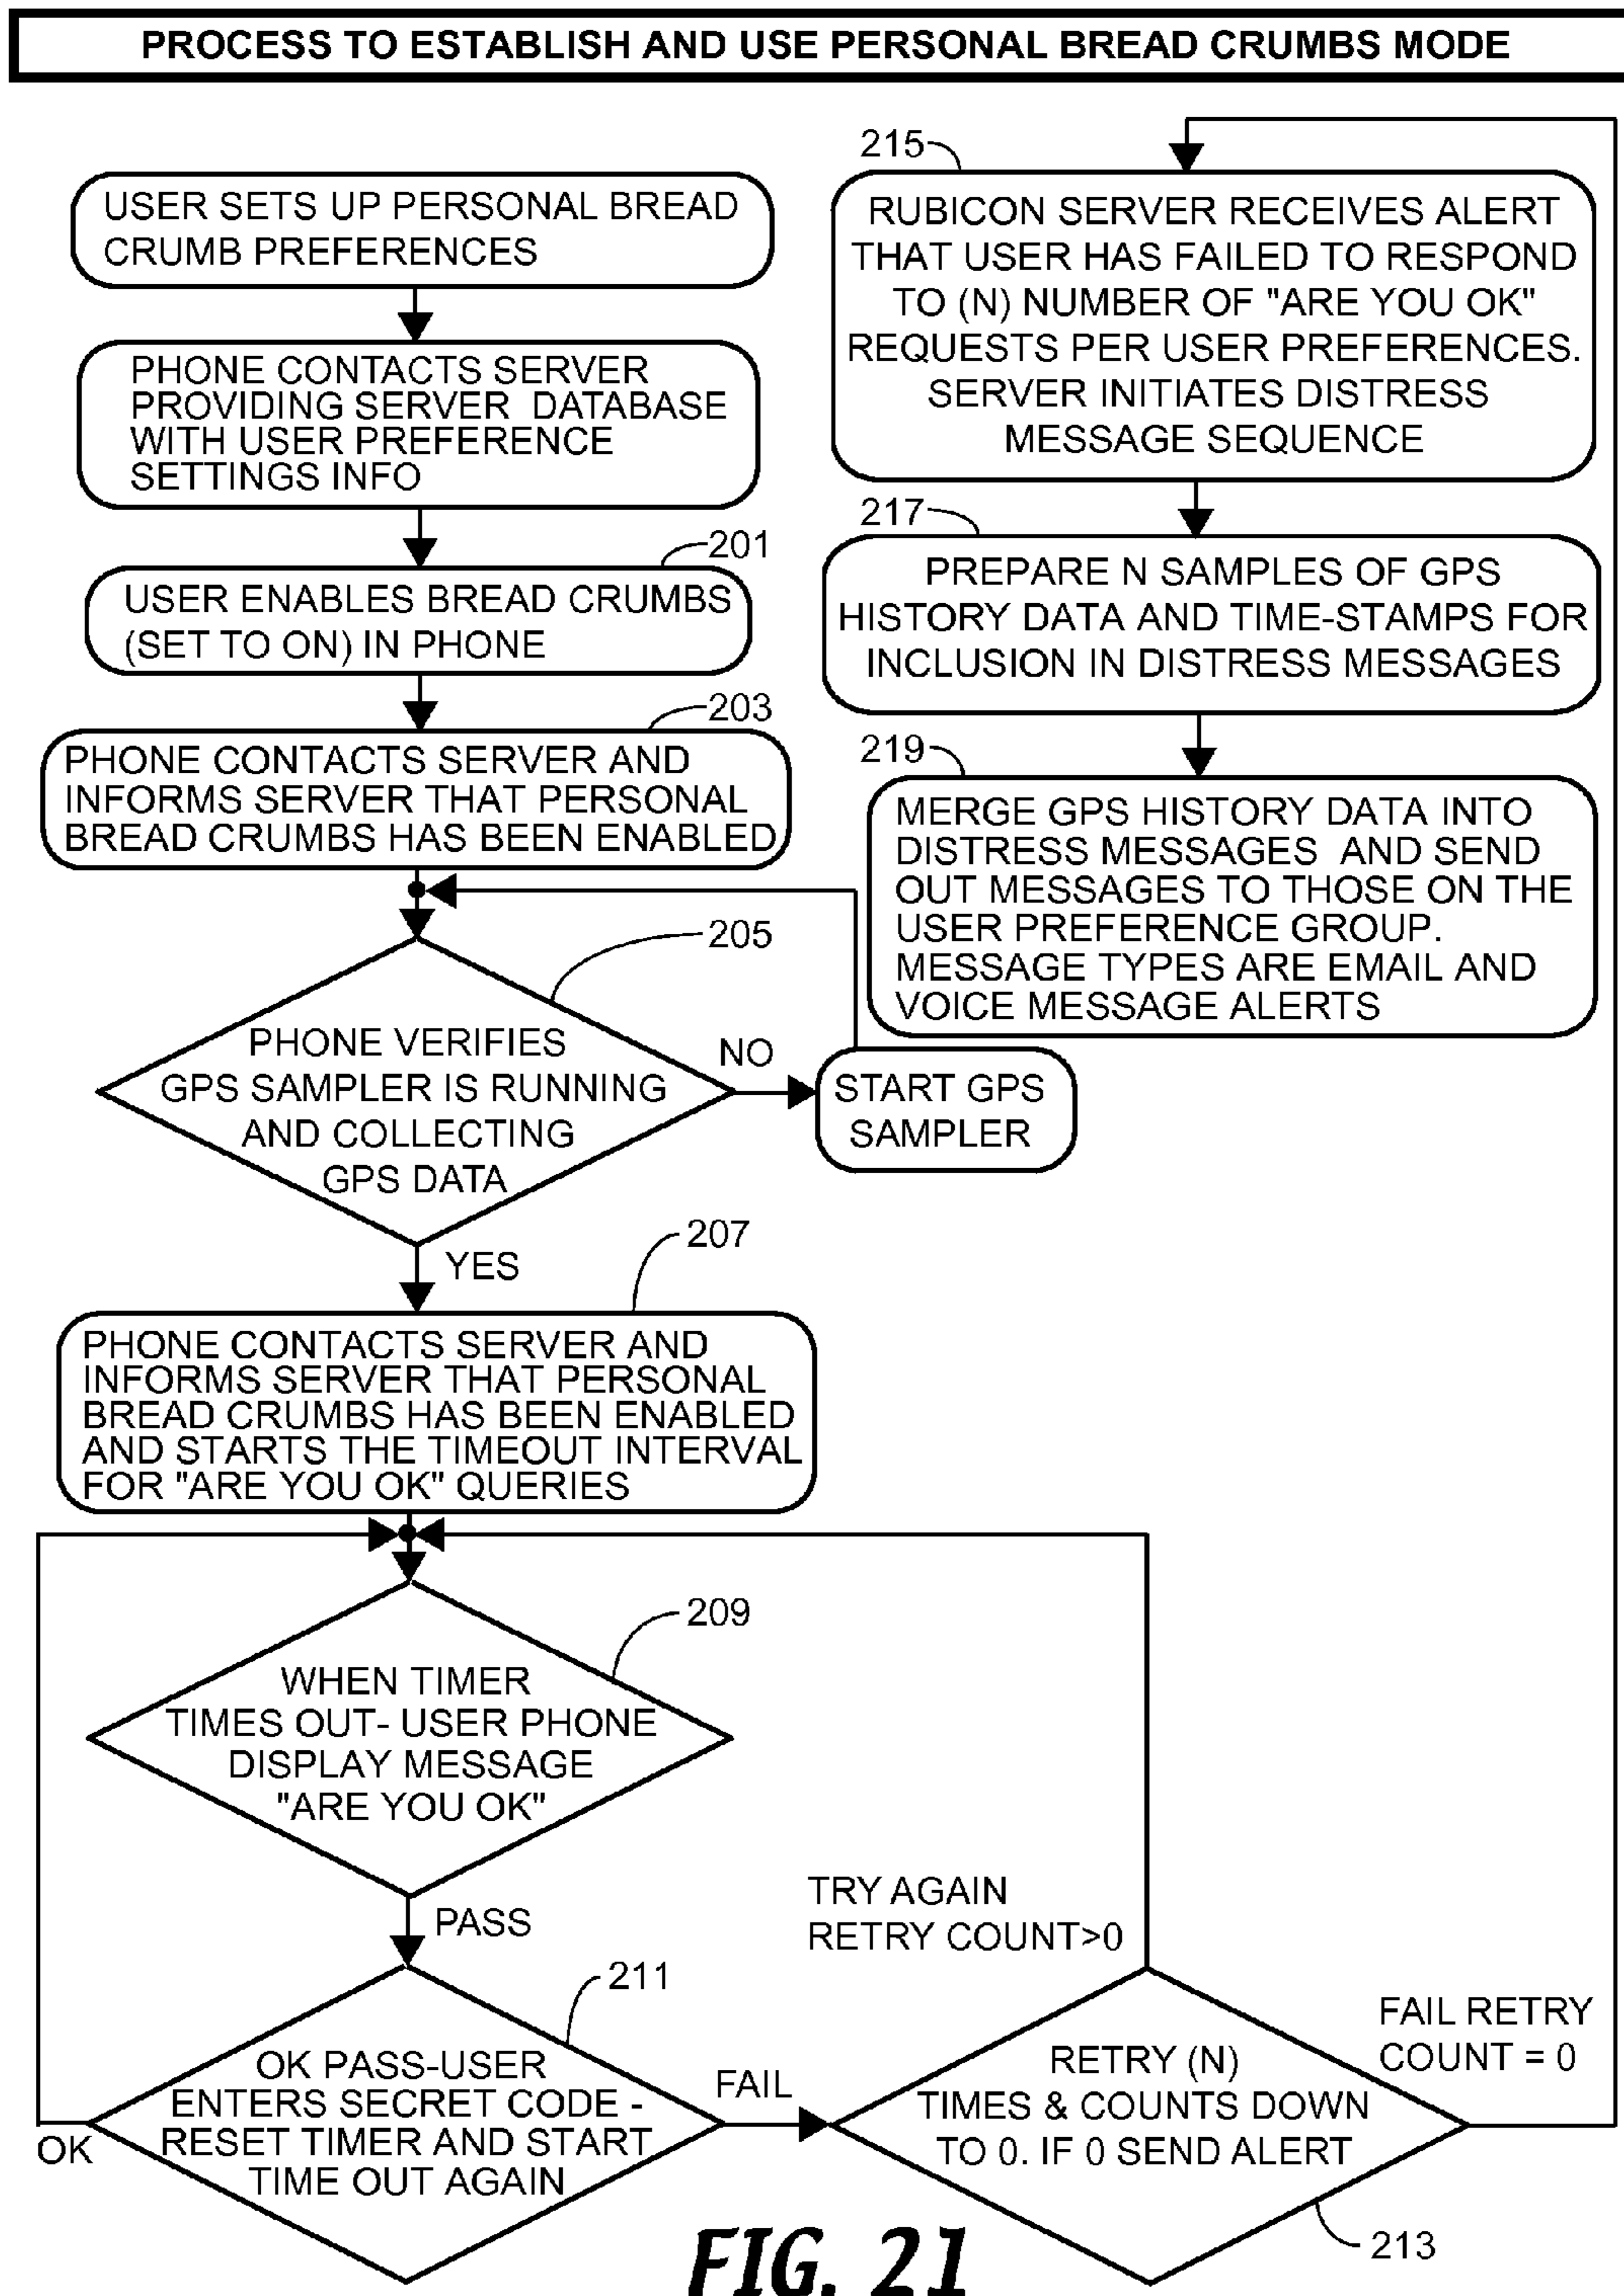 PROCESS TO ESTABLISH AND USE PERSONAL BREAD CRUMBS MODE
USER SETS UP PERSONAL BREAD
CRUMB PREFERENCES
PHONE CONTACTS SERVER
PROVIDING SERVER DATABASE
WITH USER PREFERENCE
SETTINGS INFO
201
USER ENABLES BREAD CRUMBS
(SET TO ON) IN PHONE
203
PHONE CONTACTS SERVER AND
INFORMS SERVER THAT PERSONAL
BREAD CRUMBS HAS BEEN ENABLED
205
PHONE VERIFIES
GPS SAMPLER IS RUNNING
AND COLLECTING
GPS DATA
NO
START GPS
SAMPLER
YES
207
PHONE CONTACTS SERVER AND
INFORMS SERVER THAT PERSONAL
BREAD CRUMBS HAS BEEN ENABLED
AND STARTS THE TIMEOUT INTERVAL
FOR "ARE YOU OK" QUERIES
209
WHEN TIMER
TIMES OUT- USER PHONE
DISPLAY MESSAGE
"ARE YOU OK"
PASS
211
OK PASS-USER
ENTERS SECRET CODE -
RESET TIMER AND START
TIME OUT AGAIN
OK
FAIL
TRY AGAIN
RETRY COUNT>0
RETRY (N)
TIMES & COUNTS DOWN
TO 0. IF 0 SEND ALERT
213
FAIL RETRY
COUNT = 0
215
RUBICON SERVER RECEIVES ALERT
THAT USER HAS FAILED TO RESPOND
TO (N) NUMBER OF "ARE YOU OK"
REQUESTS PER USER PREFERENCES.
SERVER INITIATES DISTRESS
MESSAGE SEQUENCE
217
PREPARE N SAMPLES OF GPS
HISTORY DATA AND TIME-STAMPS FOR
INCLUSION IN DISTRESS MESSAGES
219
MERGE GPS HISTORY DATA INTO
DISTRESS MESSAGES AND SEND
OUT MESSAGES TO THOSE ON THE
USER PREFERENCE GROUP.
MESSAGE TYPES ARE EMAIL AND
VOICE MESSAGE ALERTS
FIG. 21